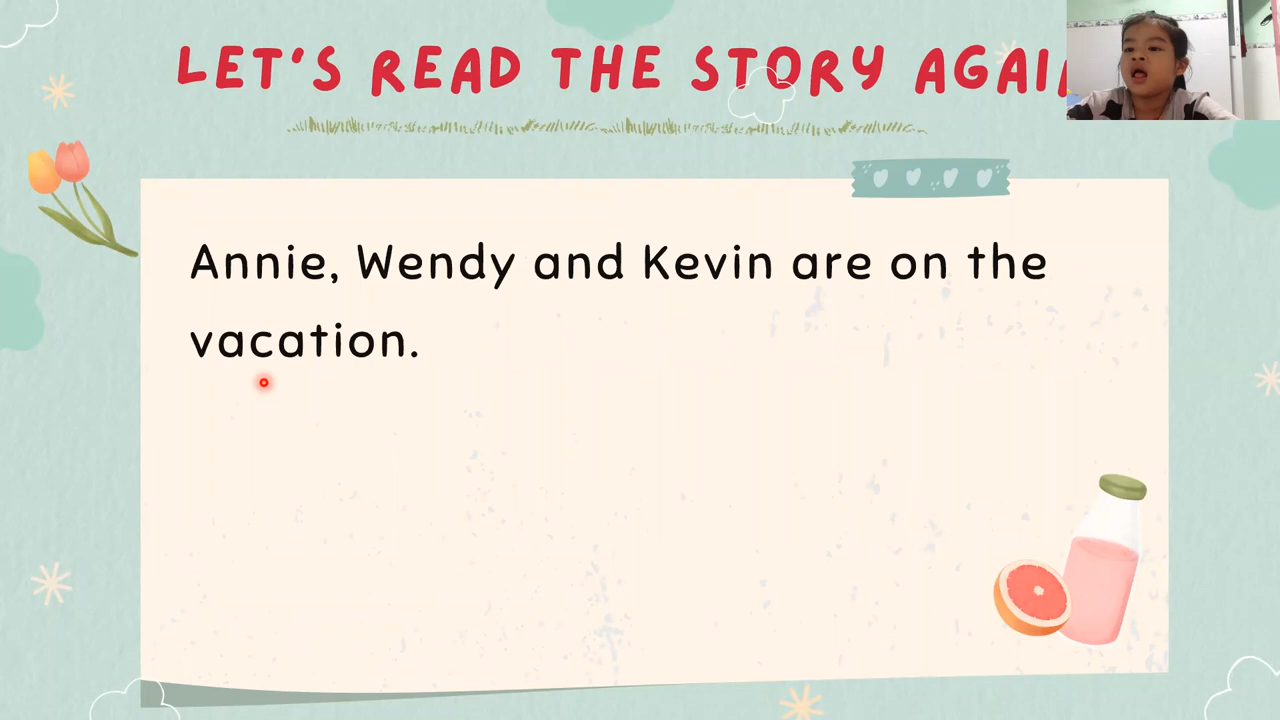 LET'S READ THE STORY AGAI
Annie, Wendy and Kevin are on the
vacation.